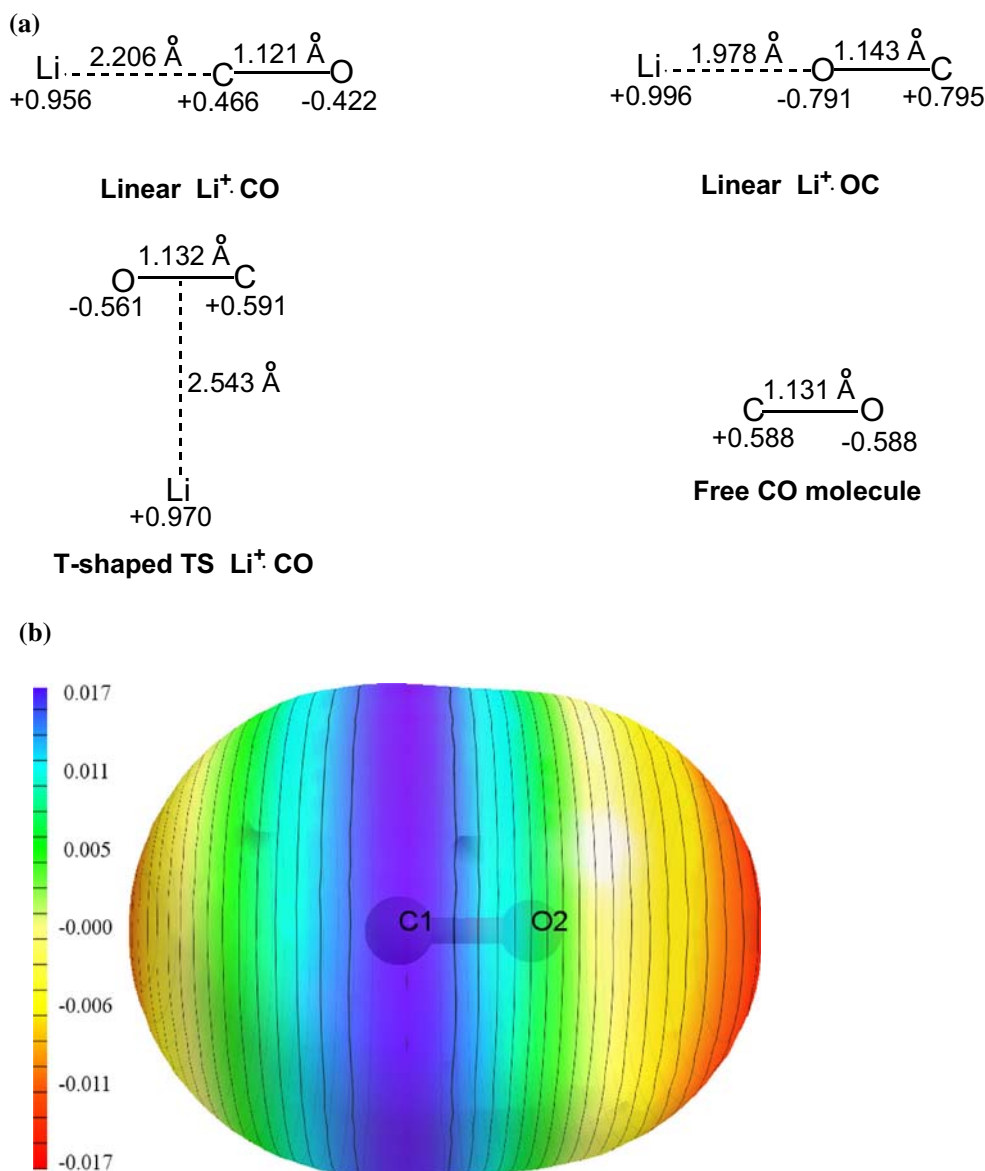 (a)
Li 2.206 Å C 1.121 Å O
+0.956 +0.466 -0.422
Linear Li+.CO
Li 1.978 Å O 1.143 Å C
+0.996 -0.791 +0.795
Linear Li+.OC
O 1.132 Å C
-0.561 +0.591
2.543 Å
Li
+0.970
T-shaped TS Li+.CO
C 1.131 Å O
+0.588 -0.588
Free CO molecule
(b)
0.017
0.011
0.005
-0.000
-0.006
-0.011
-0.017
C1 O2